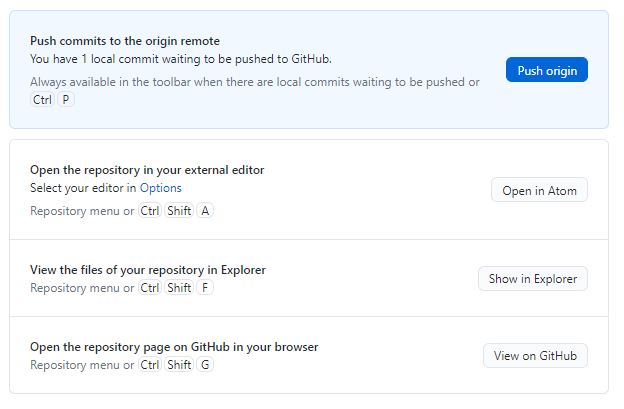 Push commits to the origin remote
You have 1 local commit waiting to be pushed to GitHub.
Always available in the toolbar when there are local commits waiting to be pushed or
Ctrl P
Push origin
Open the repository in your external editor
Select your editor in Options
Repository menu or Ctrl Shift A
Open in Atom
View the files of your repository in Explorer
Repository menu or Ctrl Shift F
Show in Explorer
Open the repository page on GitHub in your browser
Repository menu or Ctrl Shift G
View on GitHub